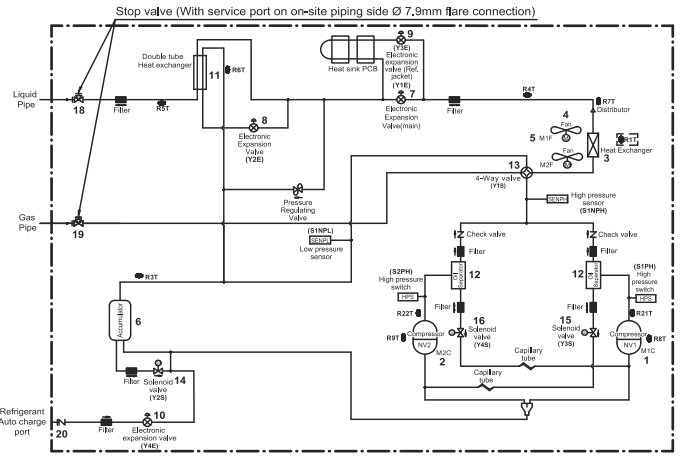 Stop valve (With service port on on-site piping side Ø 7,9mm flare connection)
9
(Y3E)
Electronic
expansion
valve (Ref.
jacket)
(Y1E)
Heat sink PCB
Double tube
Heat exchanger
11
R6T
R4T
R7T
Distributor
Liquid
Pipe
18
Filter
R5T
7
Electronic
Expansion
Valve(main)
Filter
8
Electronic
Expansion
Valve
(Y2E)
4
Fan
5
M1F
M
Fan
M2F
M
R1T
Heat Exchanger
3
13
4-Way valve
(Y1S)
Pressure
Regulating
Valve
SENPH
High pressure
sensor
(S1NPH)
Gas
Pipe
19
(S1NPL)
SENPL
Low pressure
sensor
Check valve
Check valve
Filter
Filter
R3T
(S2PH)
High
pressure
switch
HPS
Oil
Seperator
12
12
Oil
Seperator
(S1PH)
High
pressure
switch
HPS
Accumulator
6
R22T
16
Solenoid
valve
(Y4S)
Filter
15
Solenoid
valve
(Y3S)
Filter
R21T
R9T
Compressor
NV2
M2C
2
Compressor
NV1
M1C
1
R8T
Capillary
tube
Capillary
tube
Filter
Solenoid
valve
(Y2S)
14
Refrigerant
Auto charge
port
20
Filter
10
Electronic
expansion valve
(Y4E)